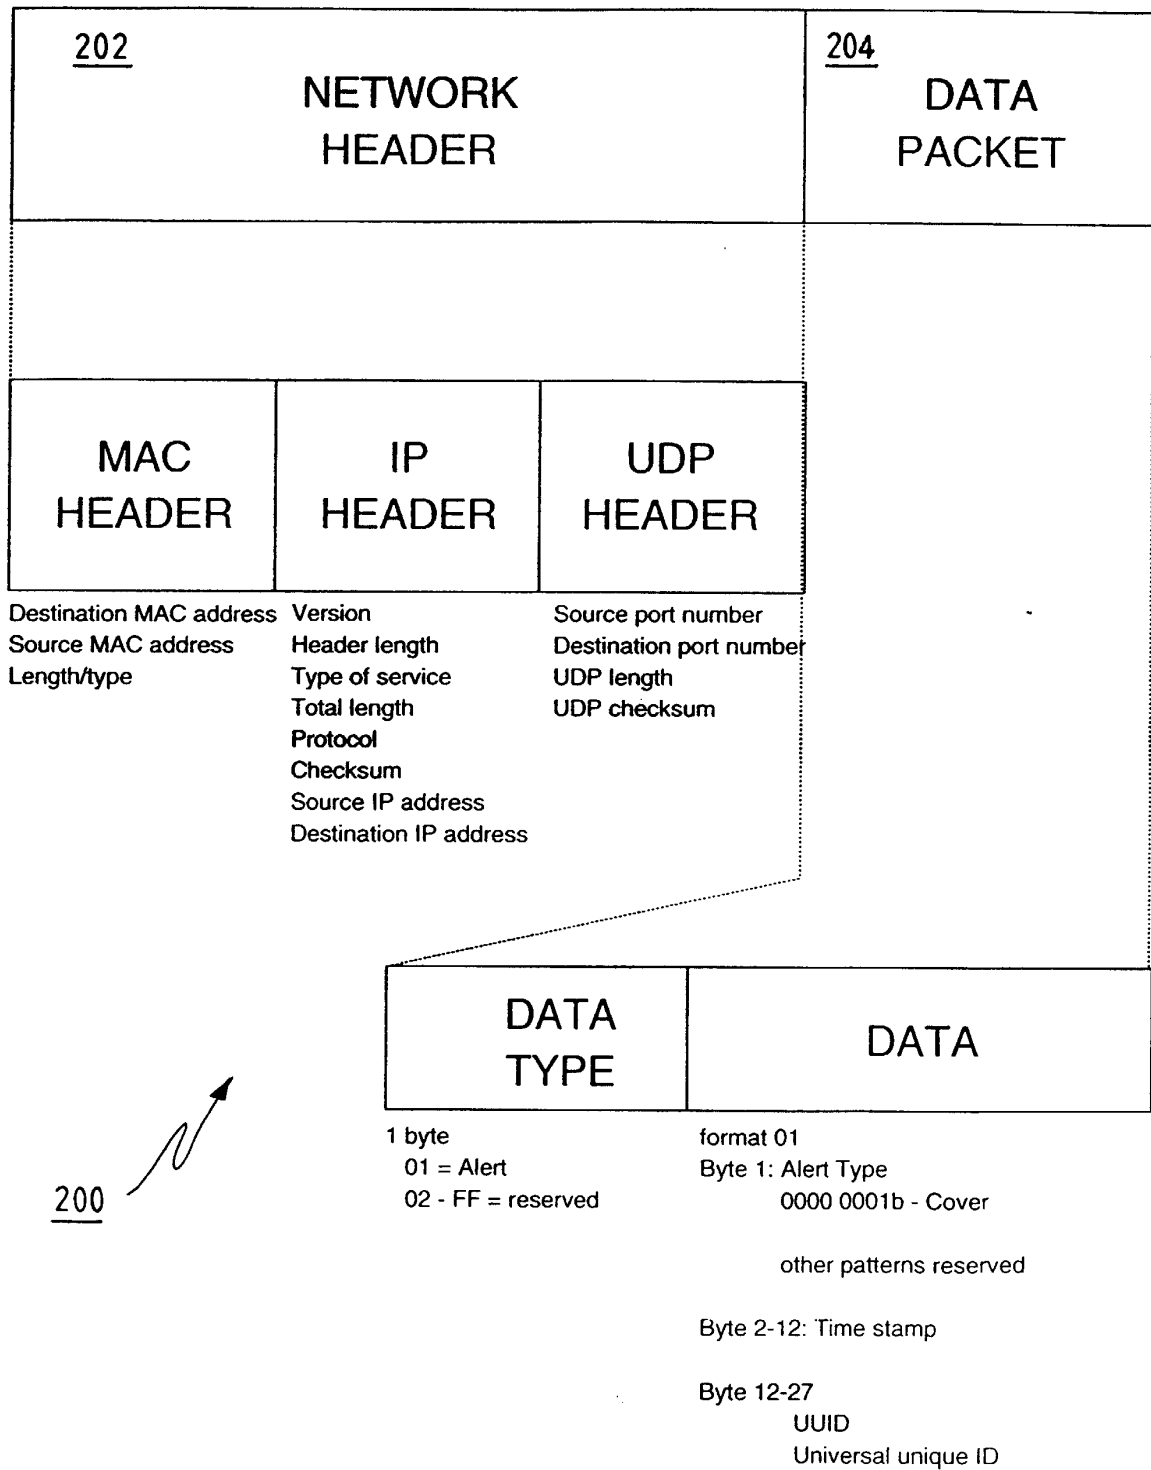 202
NETWORK
HEADER
204
DATA
PACKET
MAC
HEADER
IP
HEADER
UDP
HEADER
Destination MAC address
Source MAC address
Length/type
Version
Header length
Type of service
Total length
Protocol
Checksum
Source IP address
Destination IP address
Source port number
Destination port number
UDP length
UDP checksum
DATA
TYPE
DATA
1 byte
01 = Alert
02 - FF = reserved
format 01
Byte 1: Alert Type
0000 0001b - Cover
other patterns reserved
Byte 2-12: Time stamp
Byte 12-27
UUID
Universal unique ID
200